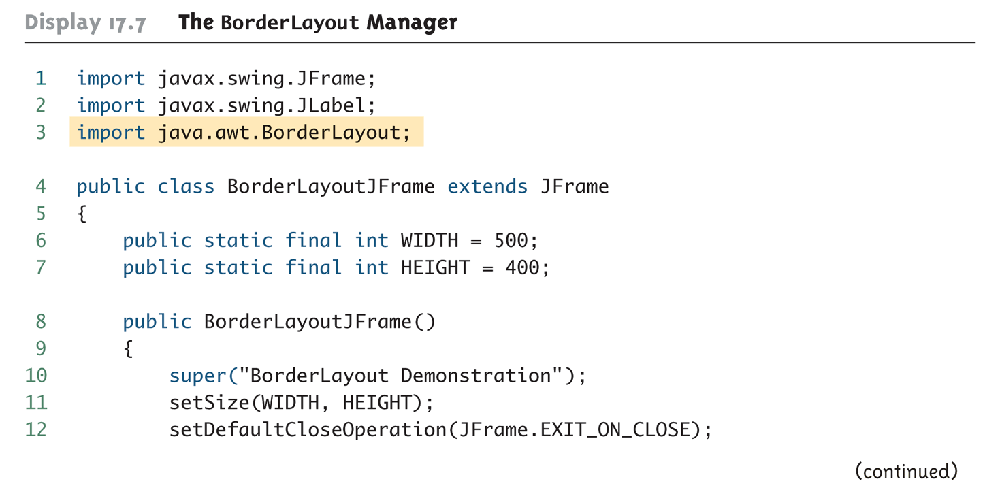 Display 17.7 The BorderLayout Manager
1 import javax.swing.JFrame;
2 import javax.swing.JLabel;
3 import java.awt.BorderLayout;
4 public class BorderLayoutJFrame extends JFrame
5 {
6 public static final int WIDTH = 500;
7 public static final int HEIGHT = 400;
8 public BorderLayoutJFrame()
9 {
10 super("BorderLayout Demonstration");
11 setSize(WIDTH, HEIGHT);
12 setDefaultCloseOperation(JFrame.EXIT_ON_CLOSE);
(continued)